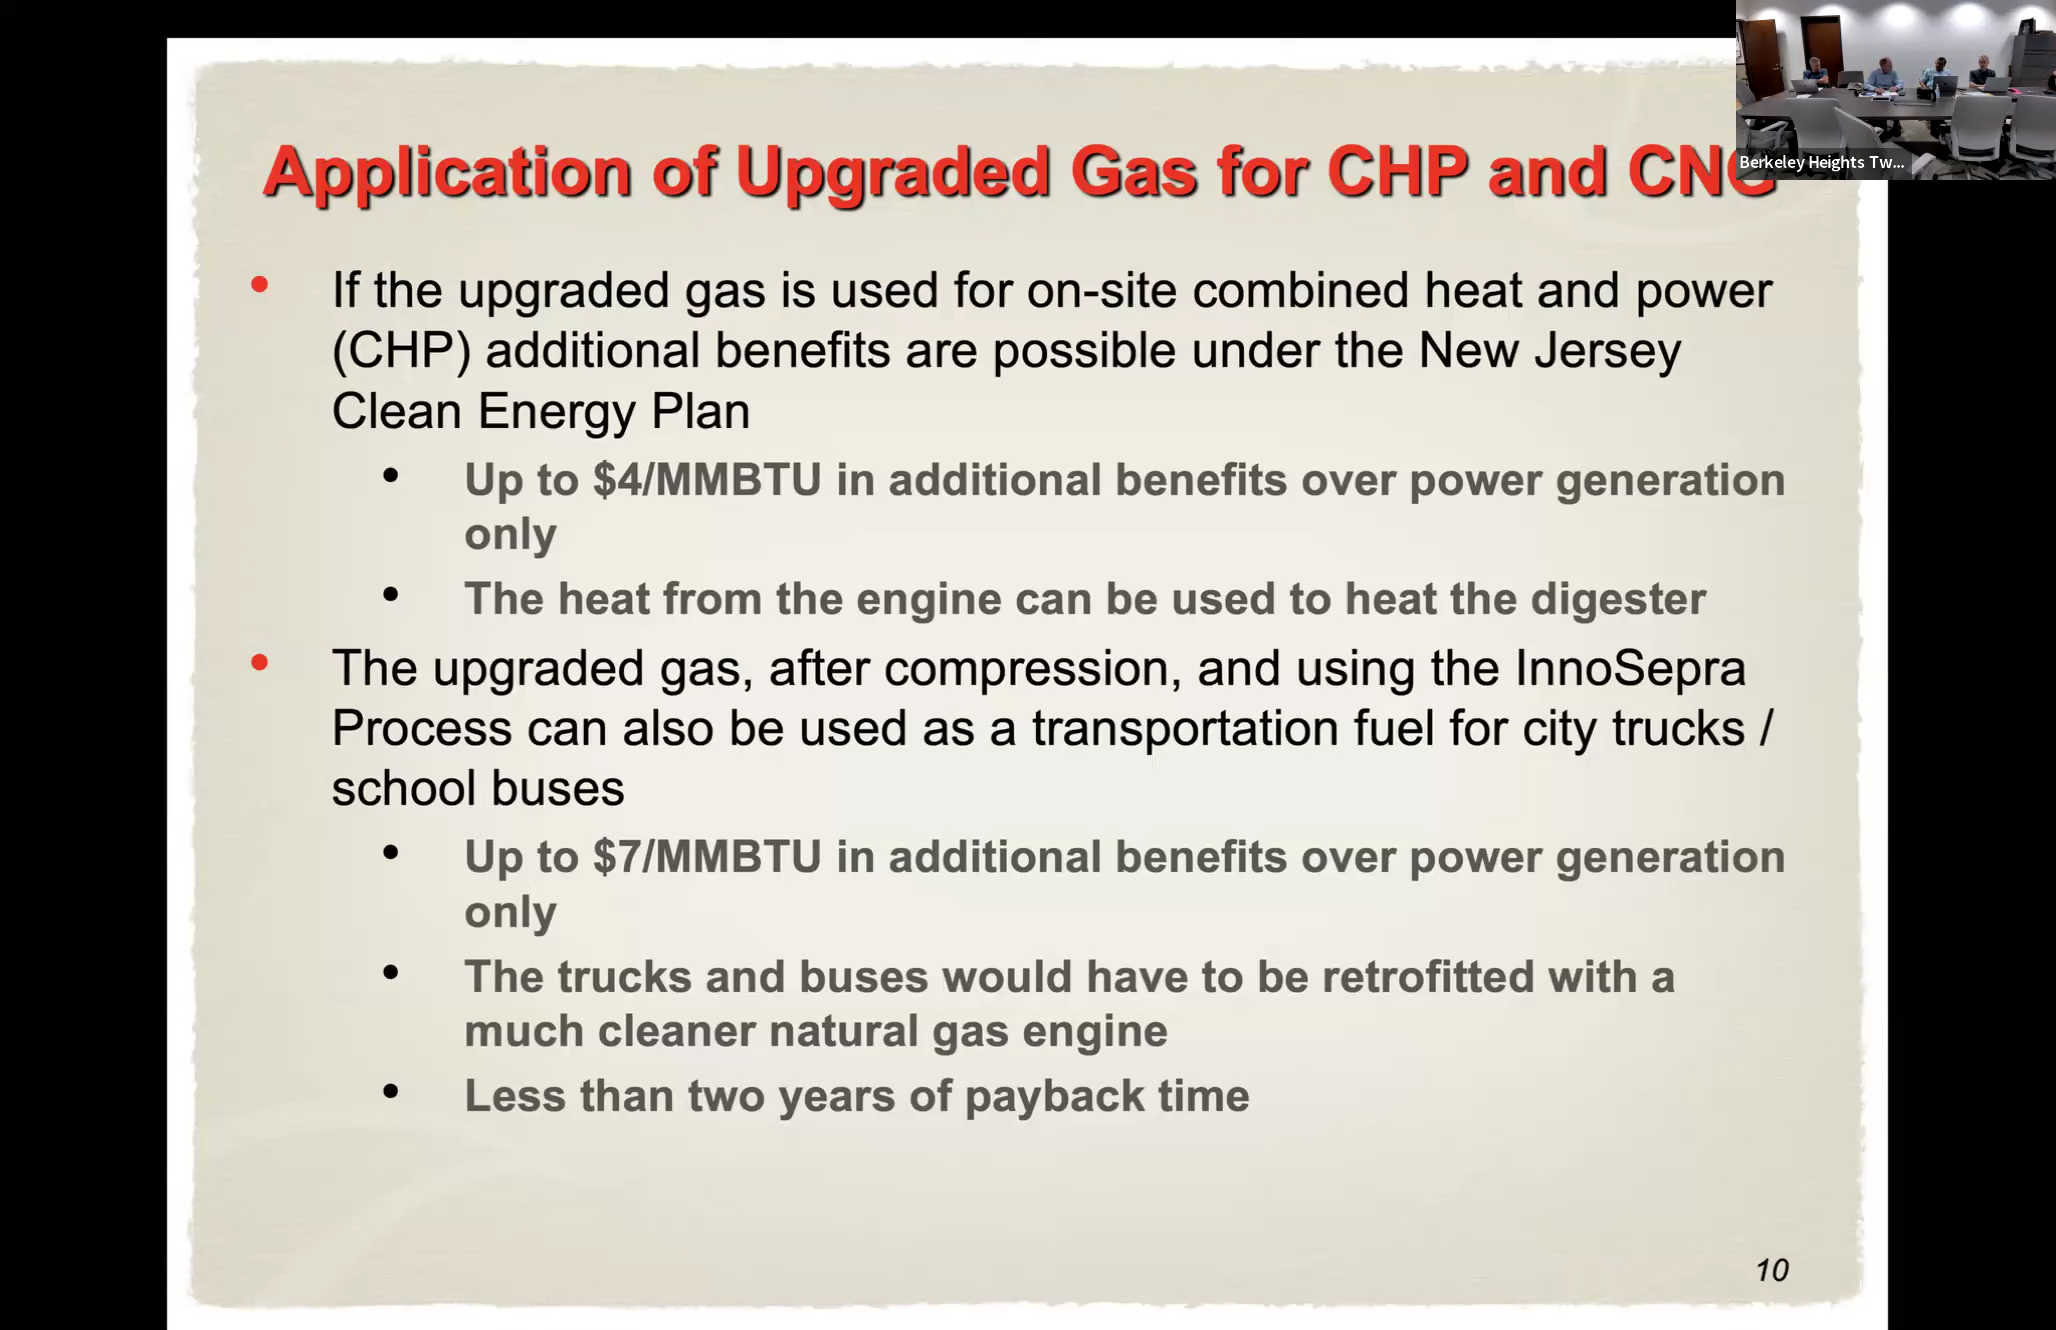 Application of Upgraded Gas for CHP and CNG
Berkeley Heights Tw...
• If the upgraded gas is used for on-site combined heat and power
(CHP) additional benefits are possible under the New Jersey
Clean Energy Plan
• Up to $4/MMBTU in additional benefits over power generation
only
• The heat from the engine can be used to heat the digester
• The upgraded gas, after compression, and using the InnoSepra
Process can also be used as a transportation fuel for city trucks /
school buses
• Up to $7/MMBTU in additional benefits over power generation
only
• The trucks and buses would have to be retrofitted with a
much cleaner natural gas engine
• Less than two years of payback time
10